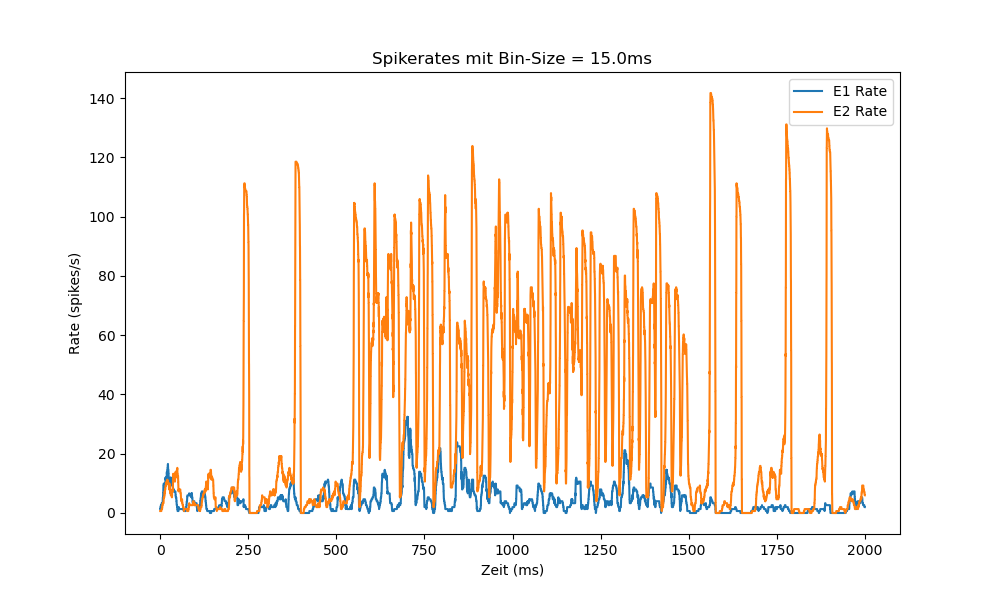 Spikerates mit Bin-Size = 15.0ms
E1 Rate
E2 Rate
Rate (spikes/s)
140
120
100
80
60
40
20
0
0 250 500 750 1000 1250 1500 1750 2000
Zeit (ms)